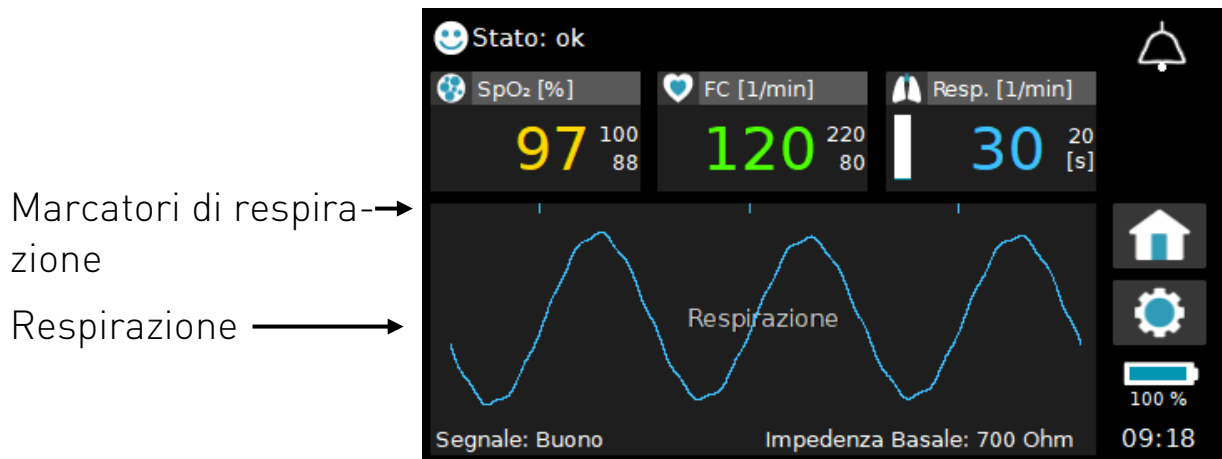 Stato: ok
SpO₂ [%]
FC [1/min]
Resp. [1/min]
97
100
88
120
220
80
30
20
[s]
Marcatori di respira-
zione
Respirazione
Respirazione
100 %
Segnale: Buono
Impedenza Basale: 700 Ohm
09:18